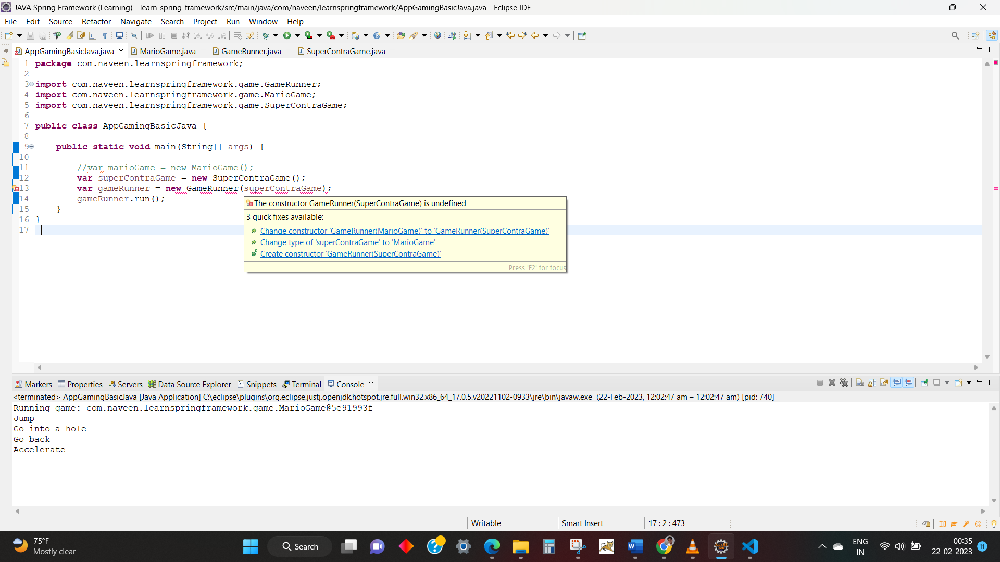 JAVA Spring Framework (Learning) - learn-spring-framework/src/main/java/com/naveen/learnspringframework/AppGamingBasicJava.java - Eclipse IDE
File Edit Source Refactor Navigate Search Project Run Window Help
AppGamingBasicJava.java MarioGame.java GameRunner.java SuperContraGame.java
1 package com.naveen.learnspringframework;
2
3 import com.naveen.learnspringframework.game.GameRunner;
4 import com.naveen.learnspringframework.game.MarioGame;
5 import com.naveen.learnspringframework.game.SuperContraGame;
6
7 public class AppGamingBasicJava {
8
9 public static void main(String[] args) {
10
11 //var marioGame = new MarioGame();
12 var superContraGame = new SuperContraGame();
13 var gameRunner = new GameRunner(superContraGame);
14 gameRunner.run();
15 }
16 }
17
The constructor GameRunner(SuperContraGame) is undefined
3 quick fixes available:
Change constructor 'GameRunner(MarioGame)' to 'GameRunner(SuperContraGame)'
Change type of 'superContraGame' to 'MarioGame'
Create constructor 'GameRunner(SuperContraGame)'
Press 'F2' for focus
Markers Properties Servers Data Source Explorer Snippets Terminal Console
<terminated> AppGamingBasicJava [Java Application] C:\eclipse\plugins\org.eclipse.justj.openjdk.hotspot.jre.full.win32.x86_64_17.0.5.v20221102-0933\jre\bin\javaw.exe (22-Feb-2023, 12:02:47 am – 12:02:47 am) [pid: 740]
Running game: com.naveen.learnspringframework.game.MarioGame@5e91993f
Jump
Go into a hole
Go back
Accelerate
Writable Smart Insert 17 : 2 : 473
75°F
Mostly clear
Search
ENG
IN
00:35
22-02-2023
11